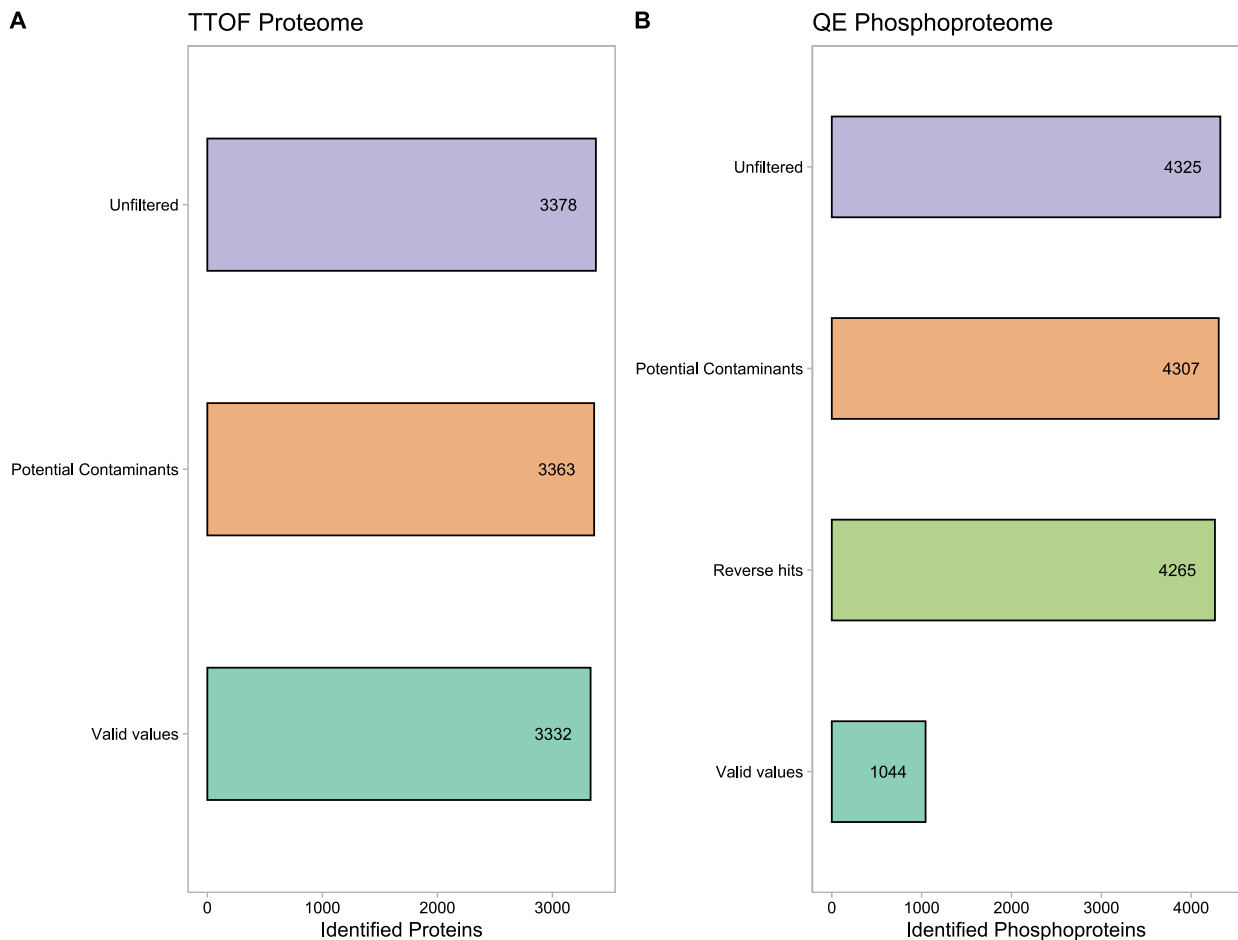 A
TTOF Proteome
Unfiltered
3378
Potential Contaminants
3363
Valid values
3332
0 1000 2000 3000
Identified Proteins
B
QE Phosphoproteome
Unfiltered
4325
Potential Contaminants
4307
Reverse hits
4265
Valid values
1044
0 1000 2000 3000 4000
Identified Phosphoproteins